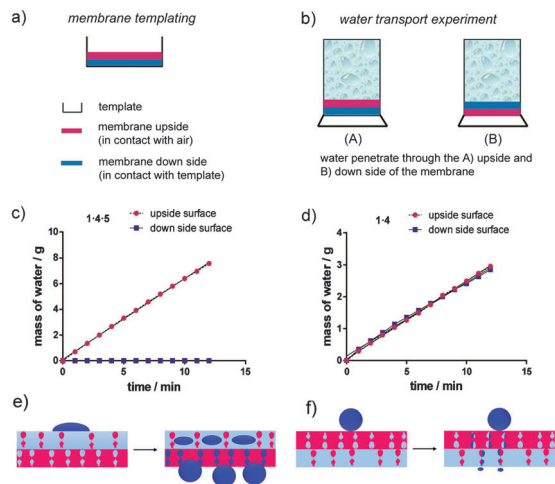 a) membrane templating
template
membrane upside
(in contact with air)
membrane down side
(in contact with template)
b) water transport experiment
(A) (B)
water penetrate through the A) upside and
B) down side of the membrane
c) 1·4·5
upside surface
down side surface
mass of water / g
10
8
6
4
2
0
0 5 10 15
time / min
d) 1·4
upside surface
down side surface
mass of water / g
4
3
2
1
0
0 5 10 15
time / min
e)
f)